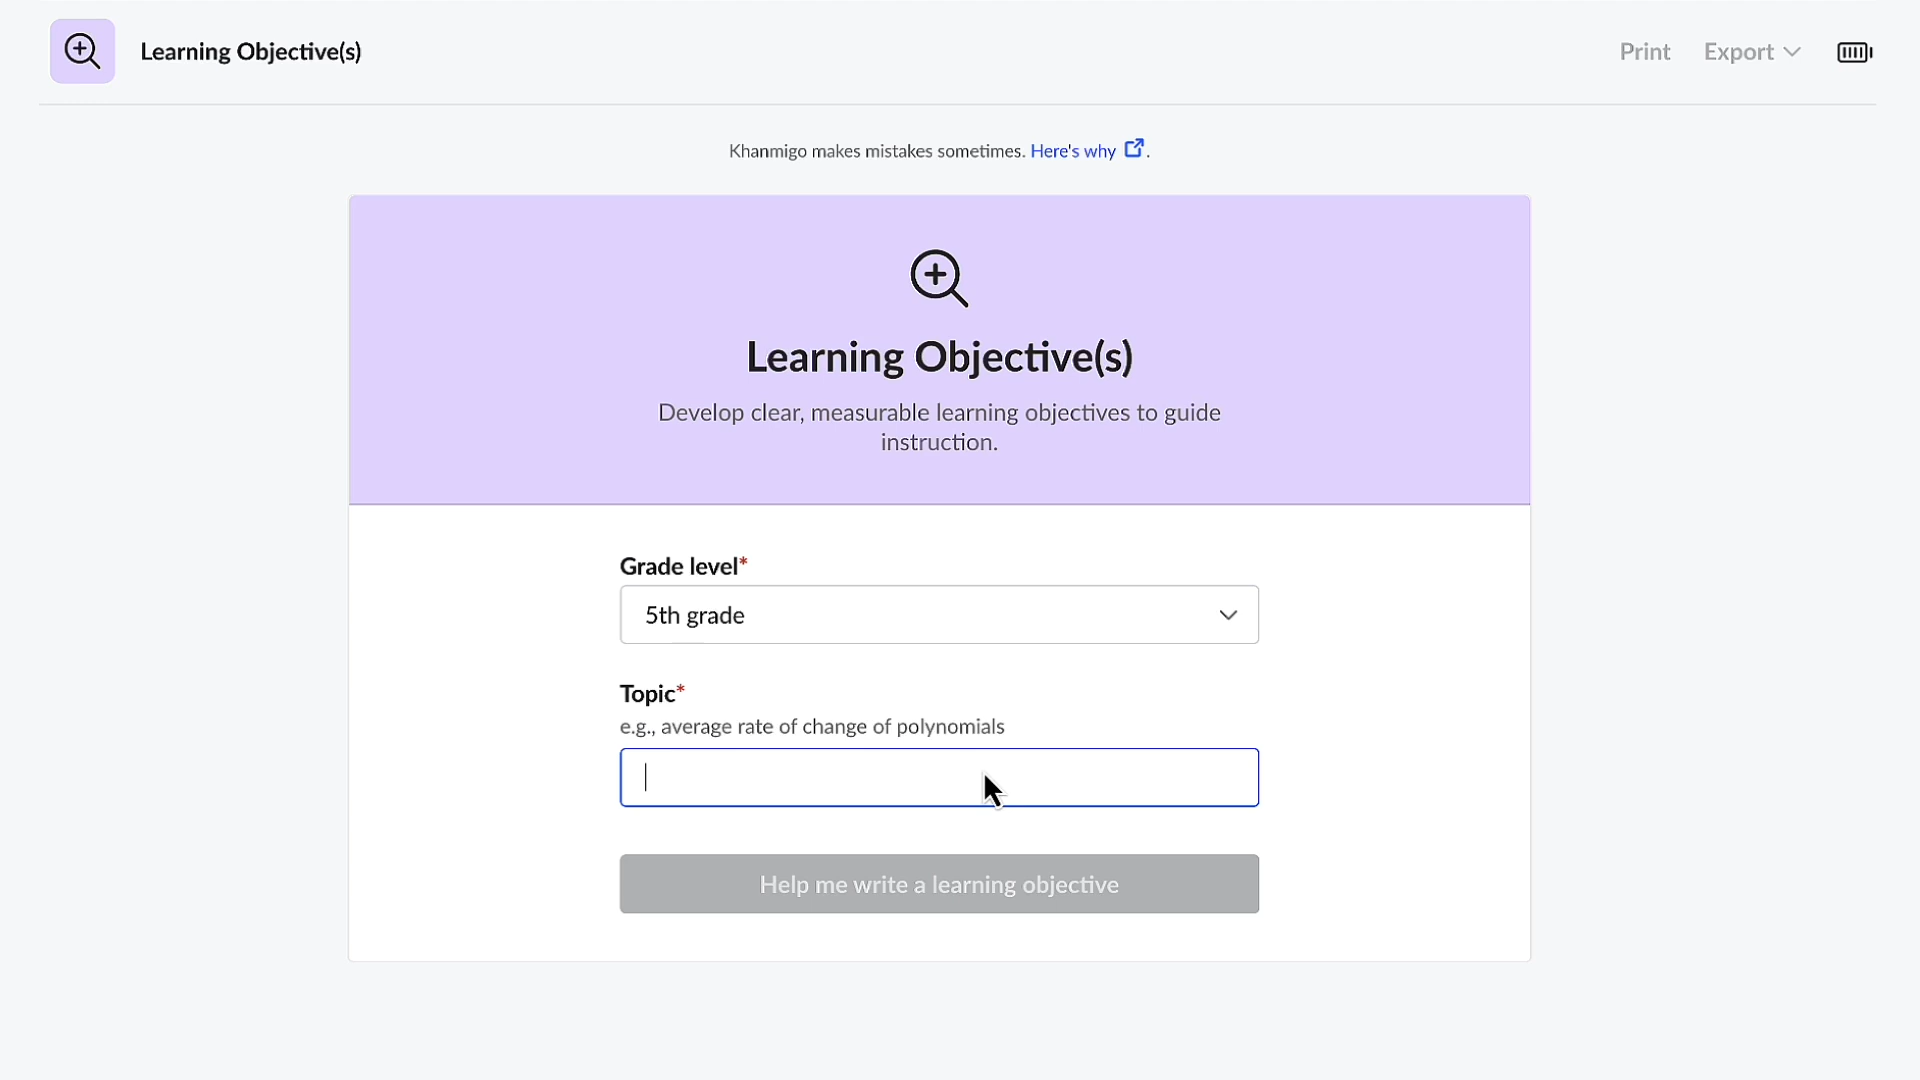 Learning Objective(s)
Print
Export
Khanmigo makes mistakes sometimes. Here's why.
Learning Objective(s)
Develop clear, measurable learning objectives to guide
instruction.
Grade level*
5th grade
Topic*
e.g., average rate of change of polynomials
Help me write a learning objective